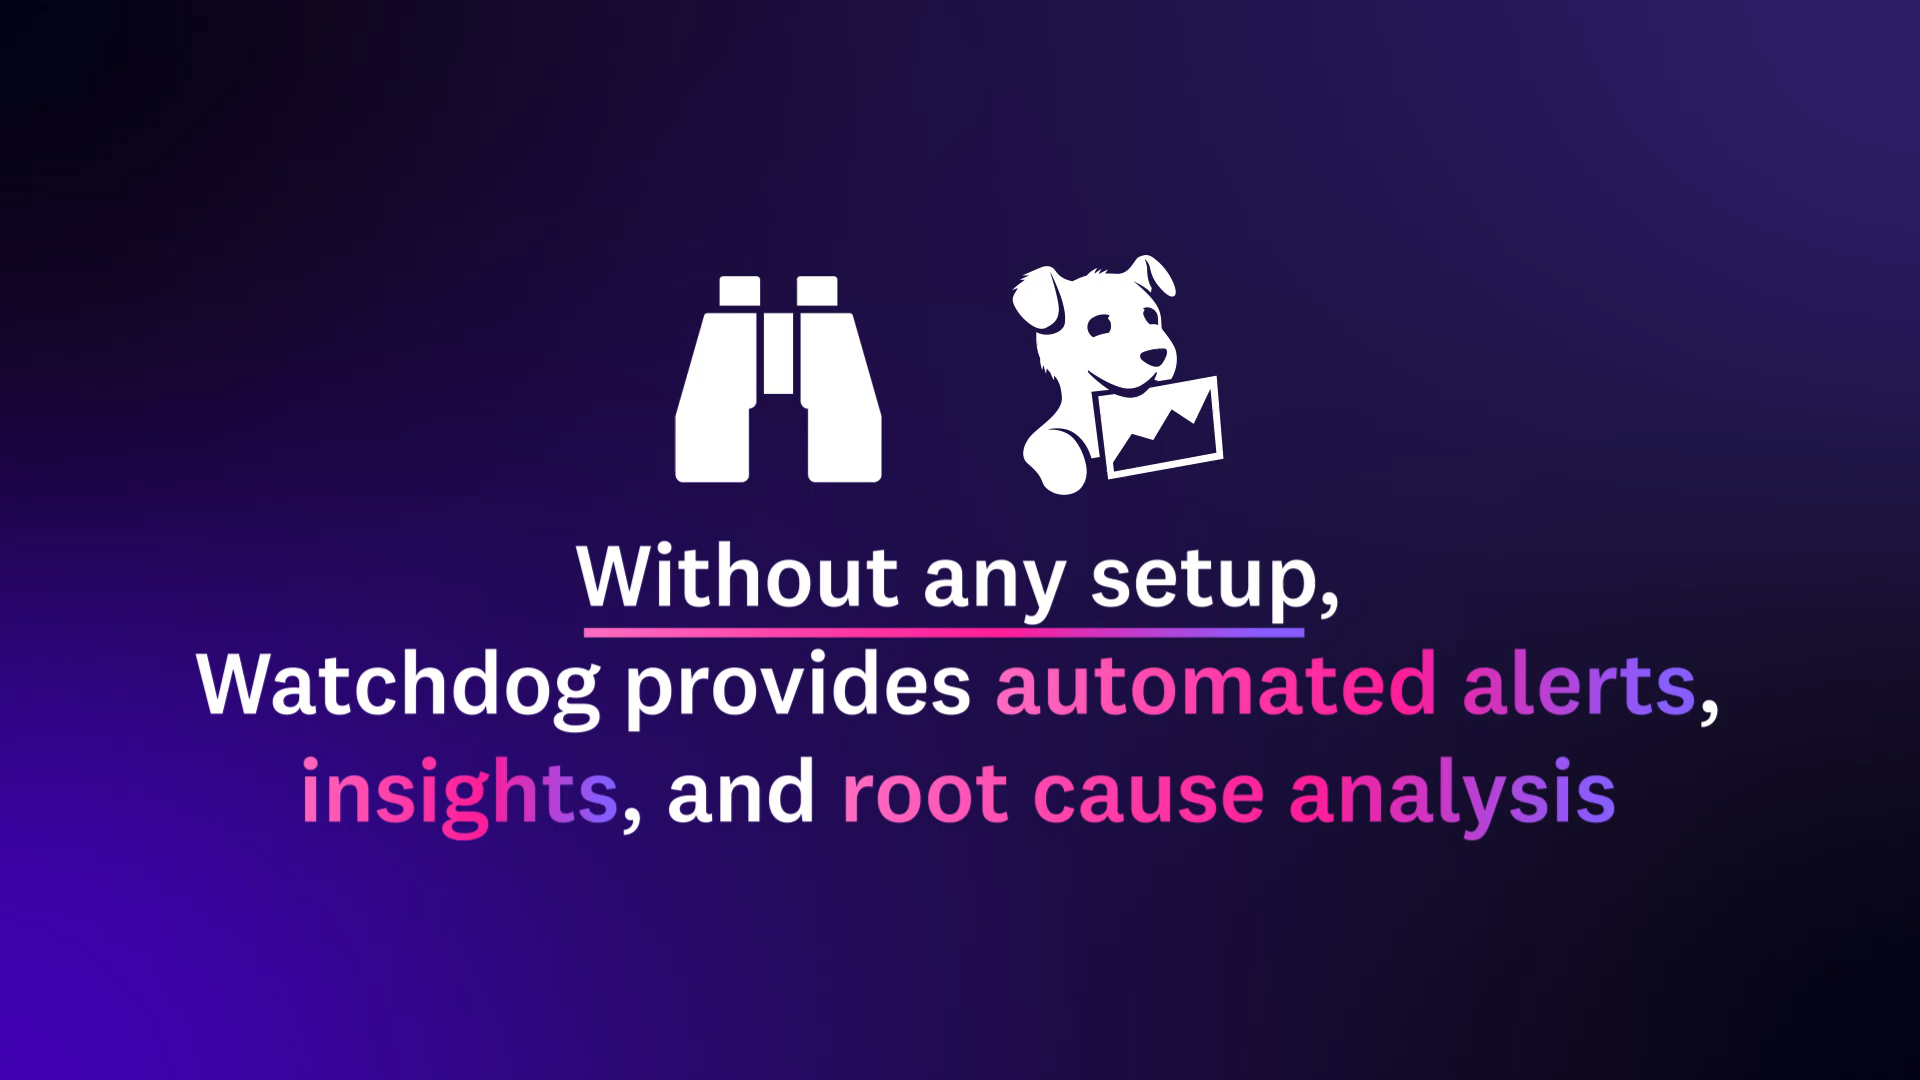 Without any setup,
Watchdog provides automated alerts,
insights, and root cause analysis